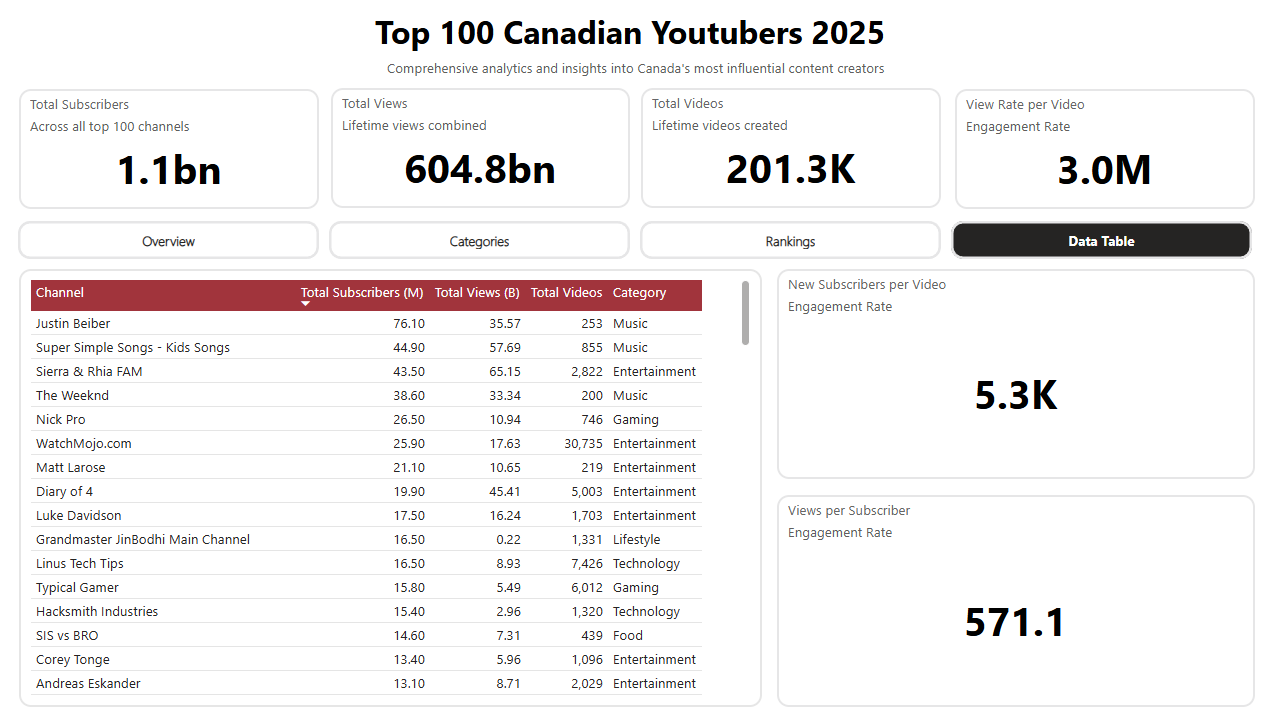 Top 100 Canadian Youtubers 2025
Comprehensive analytics and insights into Canada's most influential content creators
Total Subscribers
Across all top 100 channels
1.1bn
Total Views
Lifetime views combined
604.8bn
Total Videos
Lifetime videos created
201.3K
View Rate per Video
Engagement Rate
3.0M
Overview
Categories
Rankings
Data Table
Channel Total Subscribers (M) Total Views (B) Total Videos Category
Justin Beiber 76.10 35.57 253 Music
Super Simple Songs - Kids Songs 44.90 57.69 855 Music
Sierra & Rhia FAM 43.50 65.15 2,822 Entertainment
The Weeknd 38.60 33.34 200 Music
Nick Pro 26.50 10.94 746 Gaming
WatchMojo.com 25.90 17.63 30,735 Entertainment
Matt Larose 21.10 10.65 219 Entertainment
Diary of 4 19.90 45.41 5,003 Entertainment
Luke Davidson 17.50 16.24 1,703 Entertainment
Grandmaster JinBodhi Main Channel 16.50 0.22 1,331 Lifestyle
Linus Tech Tips 16.50 8.93 7,426 Technology
Typical Gamer 15.80 5.49 6,012 Gaming
Hacksmith Industries 15.40 2.96 1,320 Technology
SIS vs BRO 14.60 7.31 439 Food
Corey Tonge 13.40 5.96 1,096 Entertainment
Andreas Eskander 13.10 8.71 2,029 Entertainment
New Subscribers per Video
Engagement Rate
5.3K
Views per Subscriber
Engagement Rate
571.1